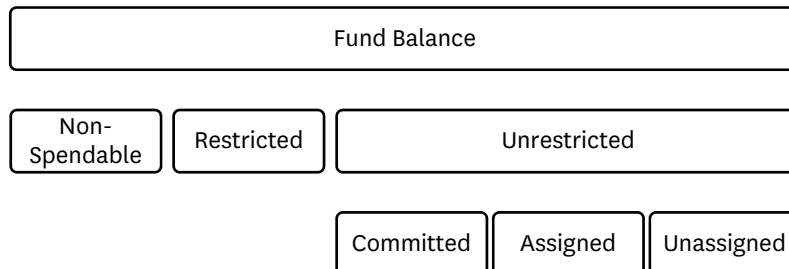 Fund Balance
Non-
Spendable
Restricted
Unrestricted
Committed
Assigned
Unassigned